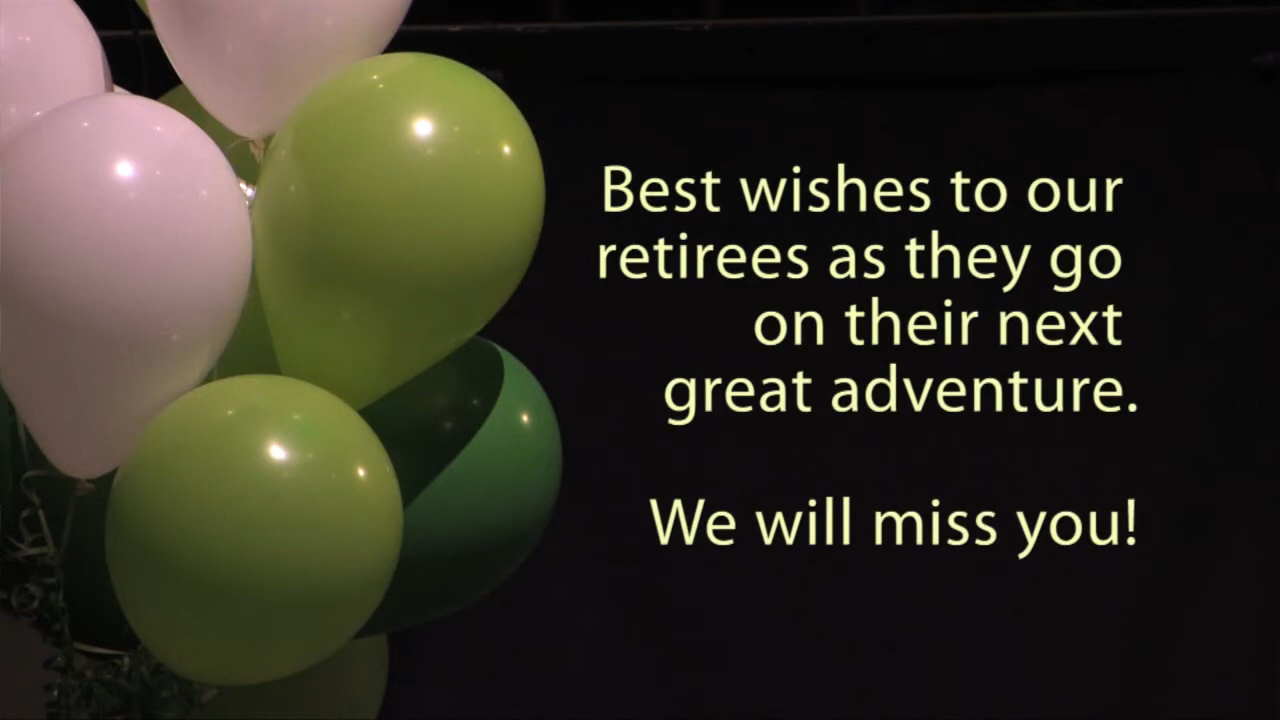 Best wishes to our
retirees as they go
on their next
great adventure.
We will miss you!